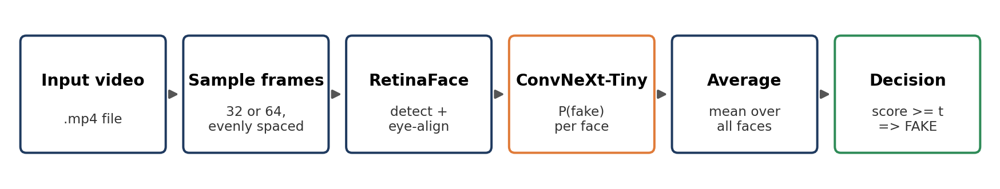 Input video
.mp4 file
Sample frames
32 or 64,
evenly spaced
RetinaFace
detect +
eye-align
ConvNeXt-Tiny
P(fake)
per face
Average
mean over
all faces
Decision
score >= t
=> FAKE